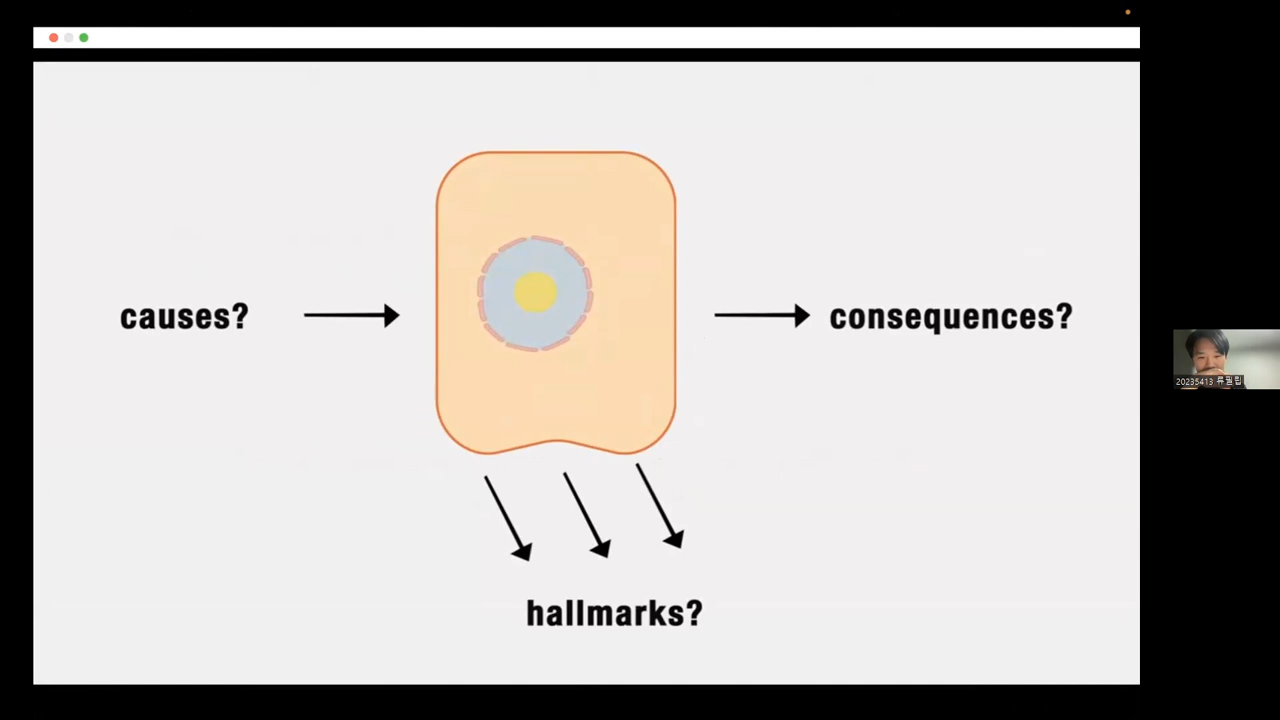 causes?
consequences?
20235413 류필립
hallmarks?